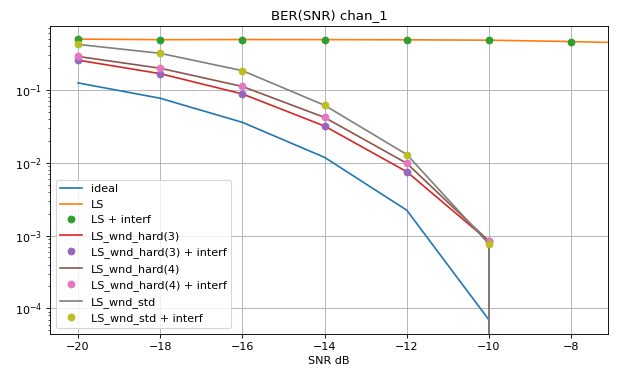 BER(SNR) chan_1
10⁻¹
10⁻²
10⁻³
10⁻⁴
ideal
LS
LS + interf
LS_wnd_hard(3)
LS_wnd_hard(3) + interf
LS_wnd_hard(4)
LS_wnd_hard(4) + interf
LS_wnd_std
LS_wnd_std + interf
−20 −18 −16 −14 −12 −10 −8
SNR dB